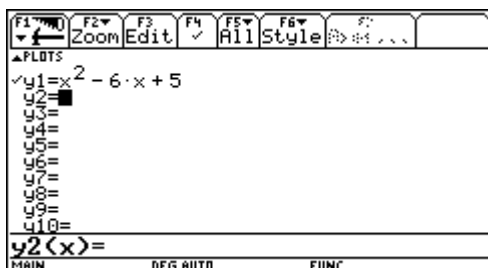 F1 F2▾ F3 F4 F5▾ F6▾ F7
Zoom Edit ✓ All Style
▲PLOTS
✓y1=x² - 6·x + 5
y2=
y3=
y4=
y5=
y6=
y7=
y8=
y9=
y10=
y2(x)=
MAIN DEG AUTO FUNC